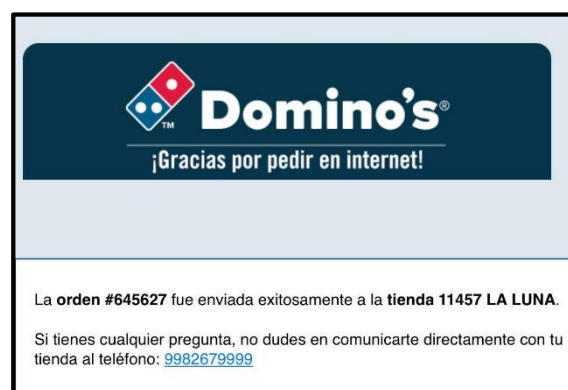 Domino's®
TM
¡Gracias por pedir en internet!
La orden #645627 fue enviada exitosamente a la tienda 11457 LA LUNA.
Si tienes cualquier pregunta, no dudes en comunicarte directamente con tu
tienda al teléfono: 9982679999